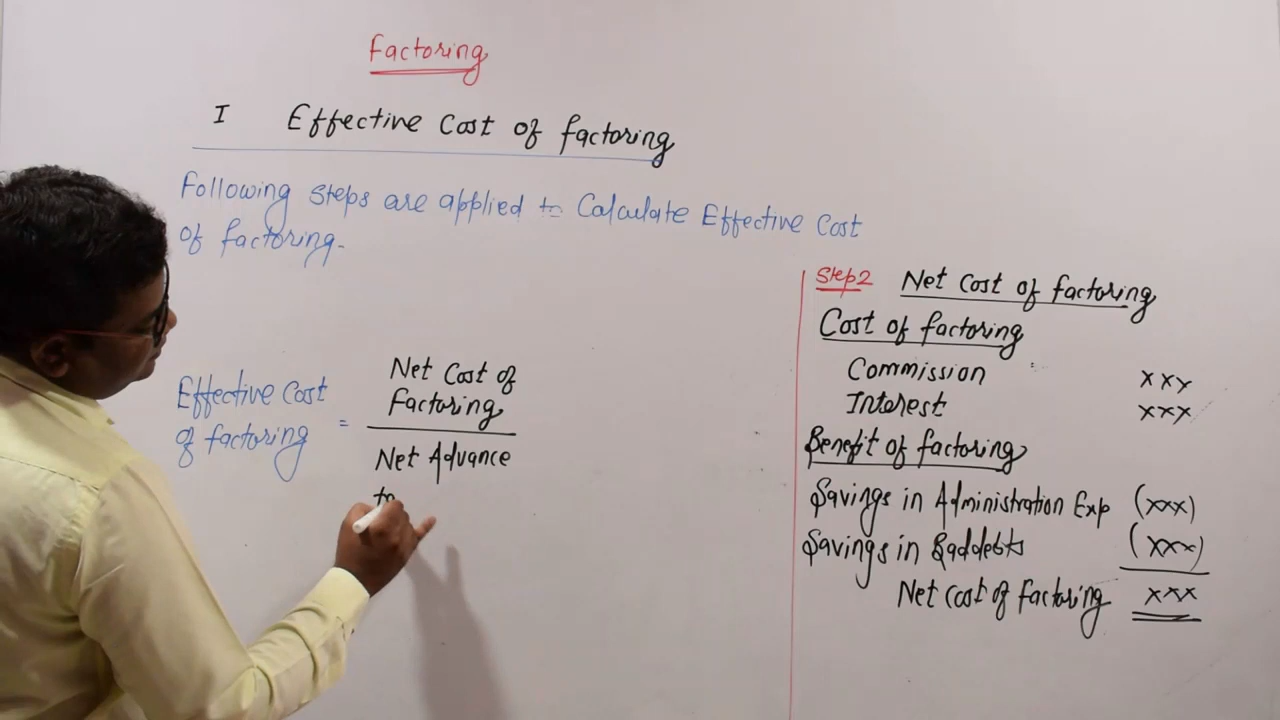 Factoring
I Effective Cost of factoring
Following Steps are applied to Calculate Effective Cost
of factoring.
Effective Cost
of factoring
=
Net Cost of
Factoring
Net Advance
to
Step2 Net Cost of factoring
Cost of factoring
Commission xxx
Interest xxx
Benefit of factoring
Savings in Administration Exp (xxx)
Savings in Baddebts (xxx)
Net Cost of factoring xxx